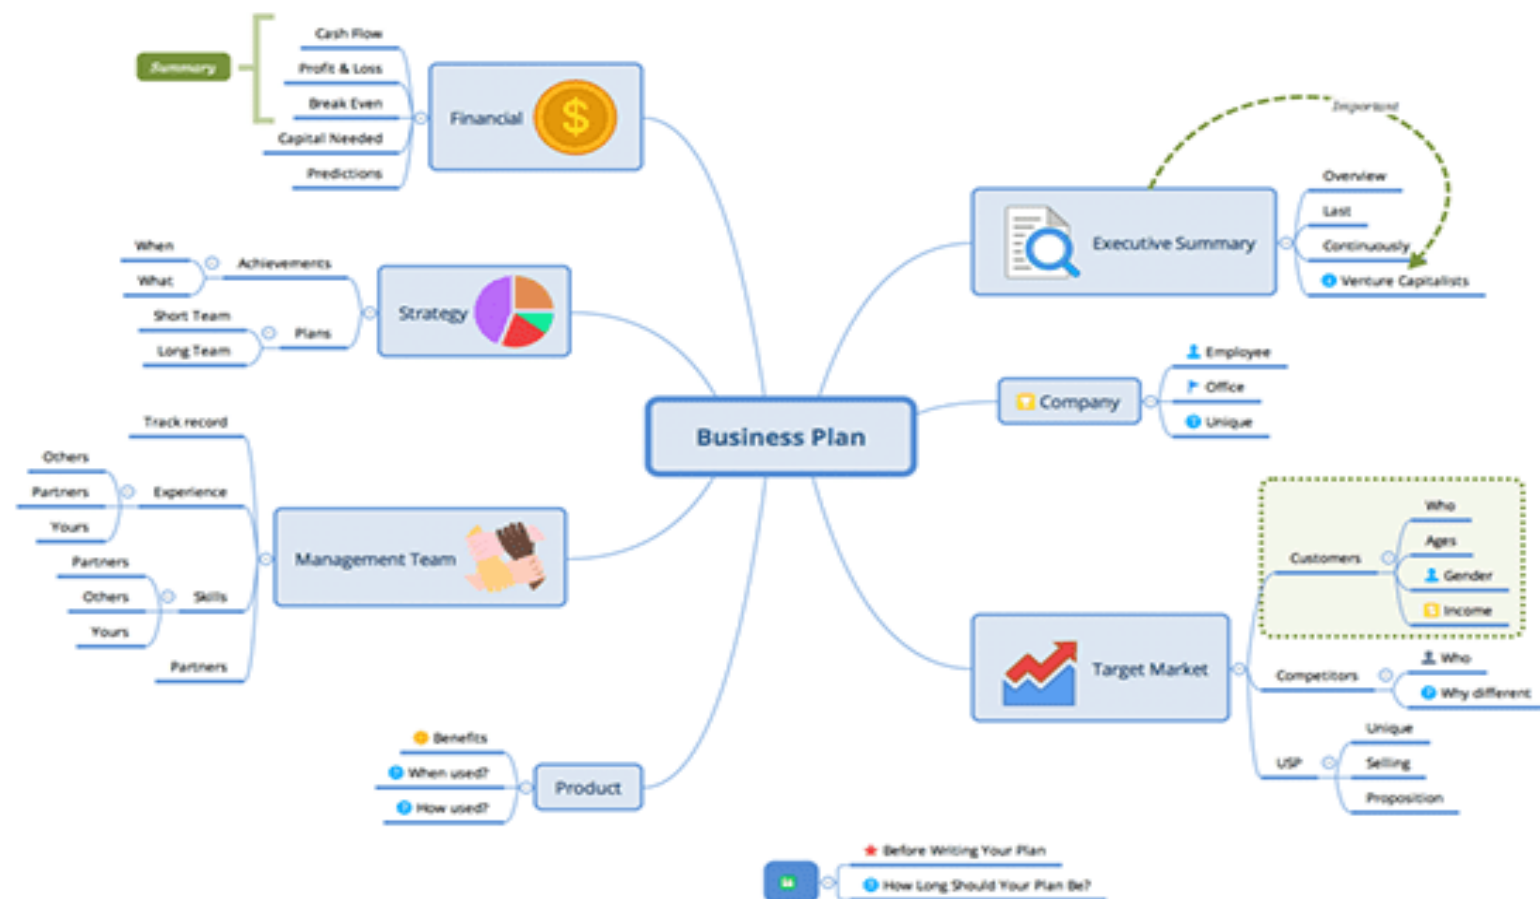 Business Plan
Executive Summary
Important
Overview
Last
Continuously
Venture Capitalists
Company
Employee
Office
Unique
Target Market
Customers
Who
Ages
Gender
Income
Competitors
Who
Why different
USP
Unique
Selling
Proposition
Financial
Summary
Cash Flow
Profit & Loss
Break Even
Capital Needed
Predictions
Strategy
Achievements
When
What
Plans
Short Team
Long Team
Management Team
Track record
Experience
Others
Partners
Yours
Skills
Partners
Others
Yours
Partners
Product
Benefits
When used?
How used?
Before Writing Your Plan
How Long Should Your Plan Be?